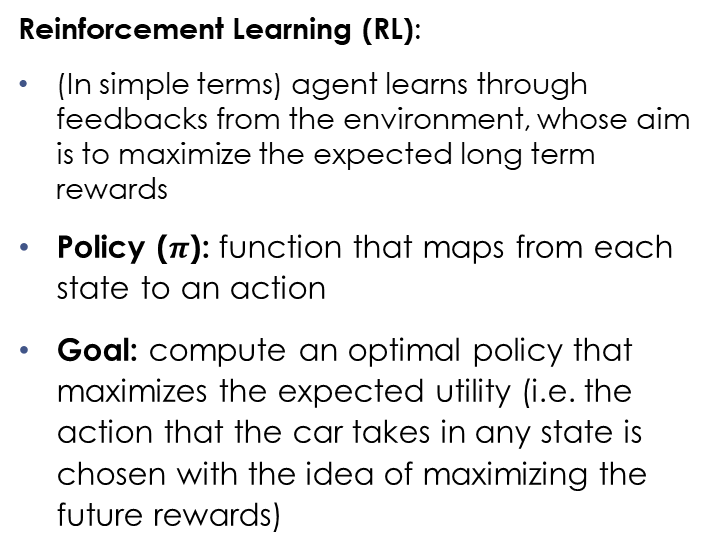 Reinforcement Learning (RL):
• (In simple terms) agent learns through
feedbacks from the environment, whose aim
is to maximize the expected long term
rewards
• Policy (𝝅): function that maps from each
state to an action
• Goal: compute an optimal policy that
maximizes the expected utility (i.e. the
action that the car takes in any state is
chosen with the idea of maximizing the
future rewards)